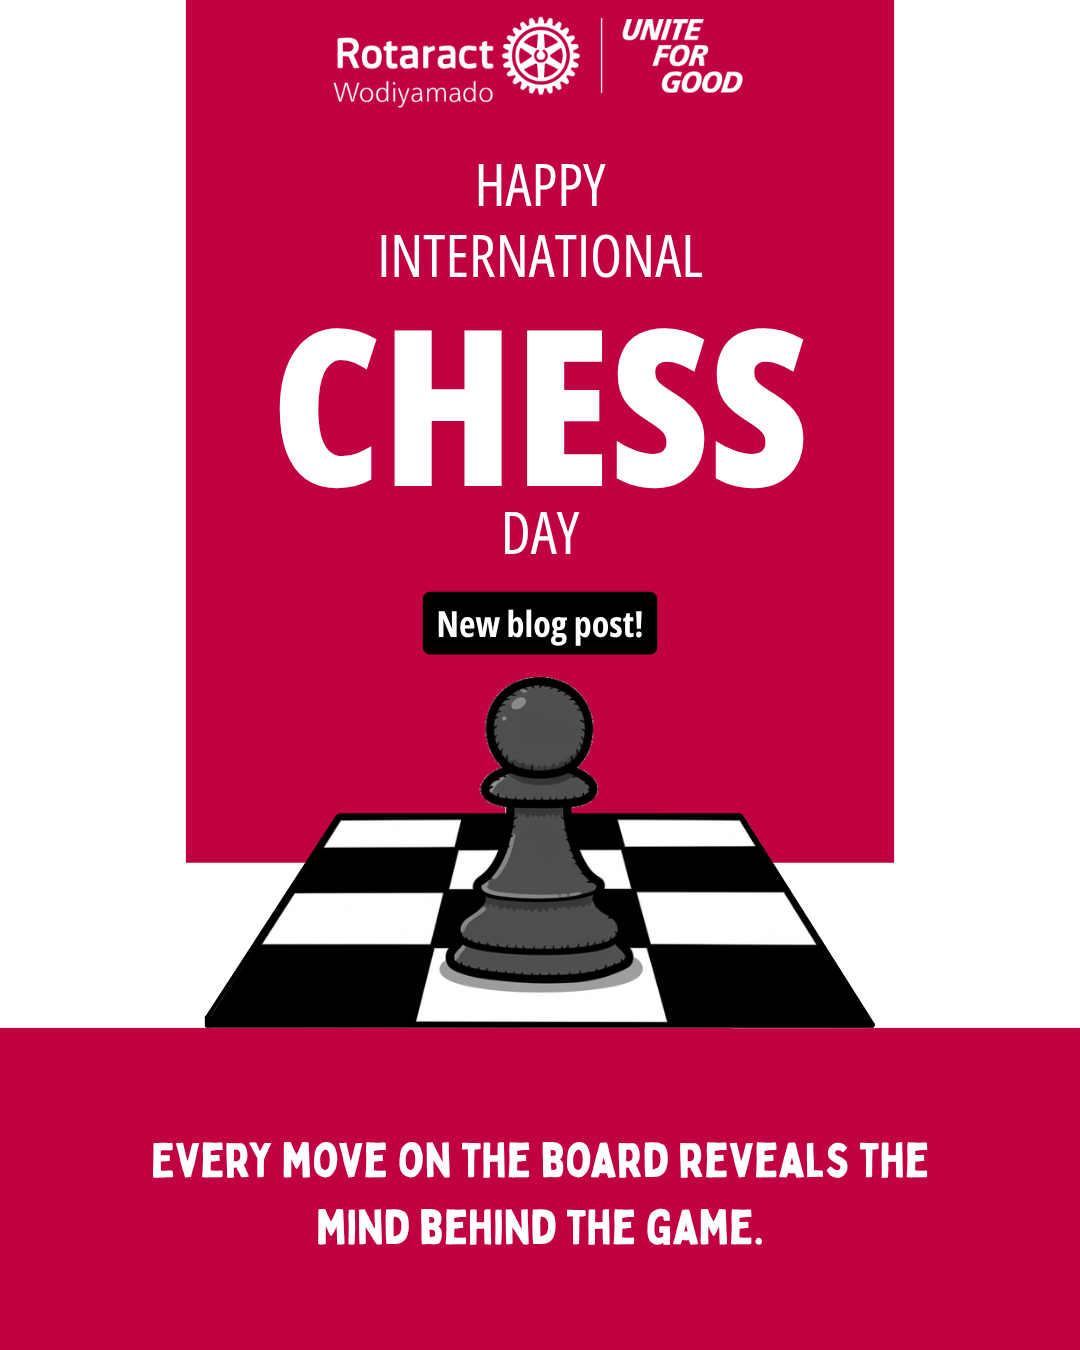 Rotaract
Wodiyamado
UNITE
FOR
GOOD
HAPPY
INTERNATIONAL
CHESS
DAY
New blog post!
EVERY MOVE ON THE BOARD REVEALS THE
MIND BEHIND THE GAME.